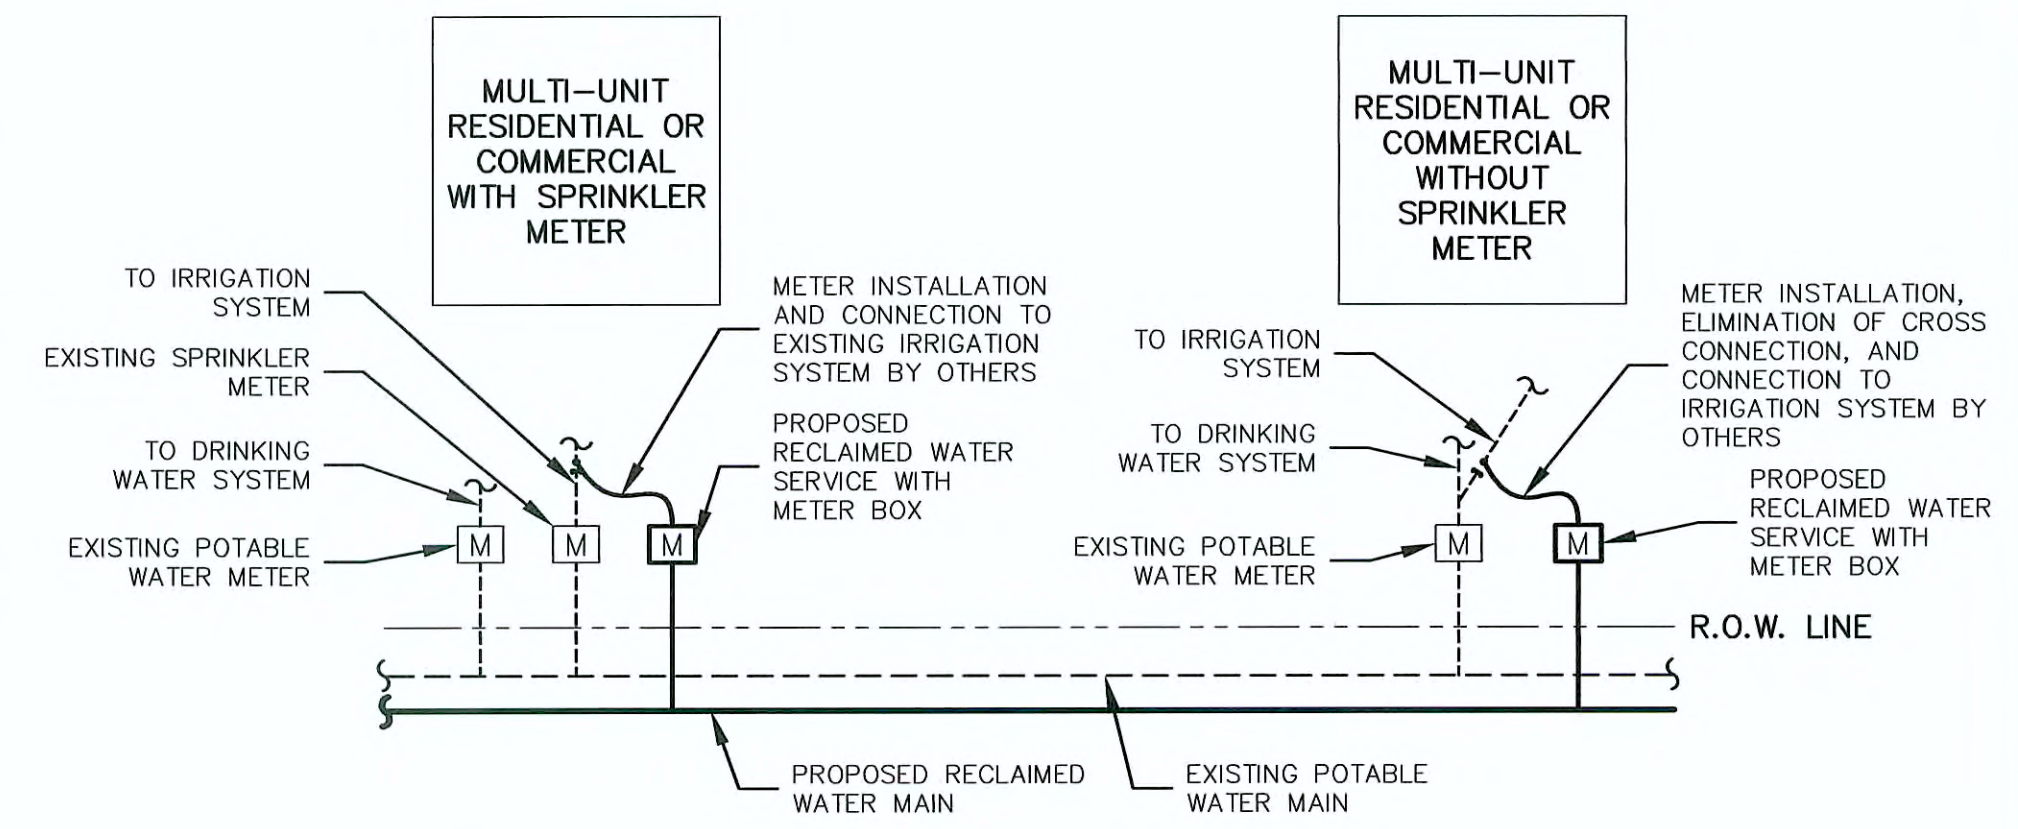 MULTI-UNIT
RESIDENTIAL OR
COMMERCIAL
WITH SPRINKLER
METER
MULTI-UNIT
RESIDENTIAL OR
COMMERCIAL
WITHOUT
SPRINKLER
METER
TO IRRIGATION
SYSTEM
EXISTING SPRINKLER
METER
TO DRINKING
WATER SYSTEM
EXISTING POTABLE
WATER METER
METER INSTALLATION
AND CONNECTION TO
EXISTING IRRIGATION
SYSTEM BY OTHERS
PROPOSED
RECLAIMED WATER
SERVICE WITH
METER BOX
M
M
M
TO IRRIGATION
SYSTEM
TO DRINKING
WATER SYSTEM
EXISTING POTABLE
WATER METER
METER INSTALLATION,
ELIMINATION OF CROSS
CONNECTION, AND
CONNECTION TO
IRRIGATION SYSTEM BY
OTHERS
PROPOSED
RECLAIMED WATER
SERVICE WITH
METER BOX
M
M
R.O.W. LINE
PROPOSED RECLAIMED
WATER MAIN
EXISTING POTABLE
WATER MAIN